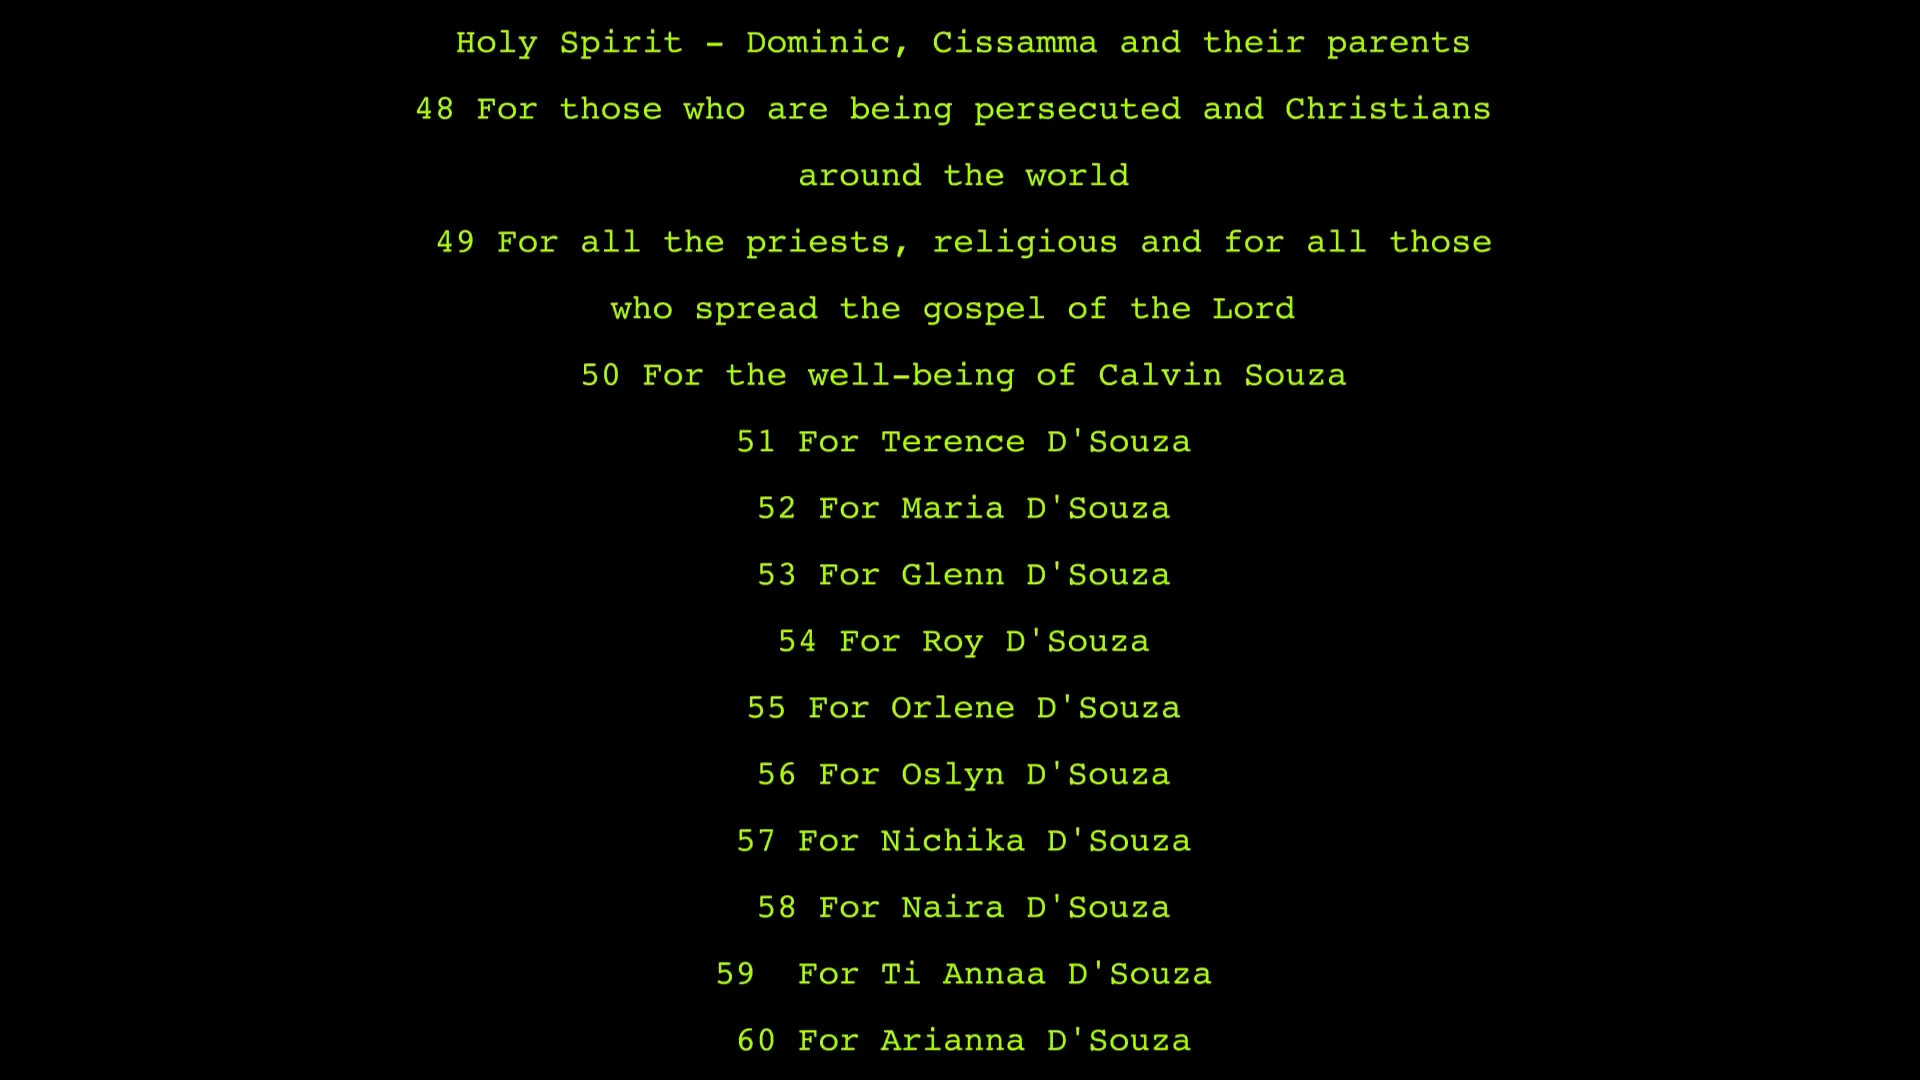 Holy Spirit - Dominic, Cissamma and their parents
48 For those who are being persecuted and Christians
around the world
49 For all the priests, religious and for all those
who spread the gospel of the Lord
50 For the well-being of Calvin Souza
51 For Terence D'Souza
52 For Maria D'Souza
53 For Glenn D'Souza
54 For Roy D'Souza
55 For Orlene D'Souza
56 For Oslyn D'Souza
57 For Nichika D'Souza
58 For Naira D'Souza
59  For Ti Annaa D'Souza
60 For Arianna D'Souza